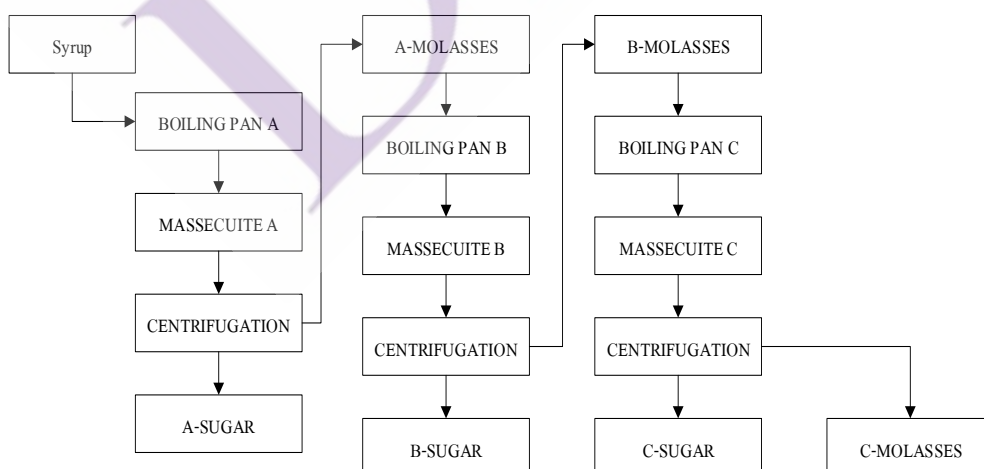 Syrup
BOILING PAN A
MASSECUITE A
CENTRIFUGATION
A-SUGAR
A-MOLASSES
BOILING PAN B
MASSECUITE B
CENTRIFUGATION
B-SUGAR
B-MOLASSES
BOILING PAN C
MASSECUITE C
CENTRIFUGATION
C-SUGAR
C-MOLASSES